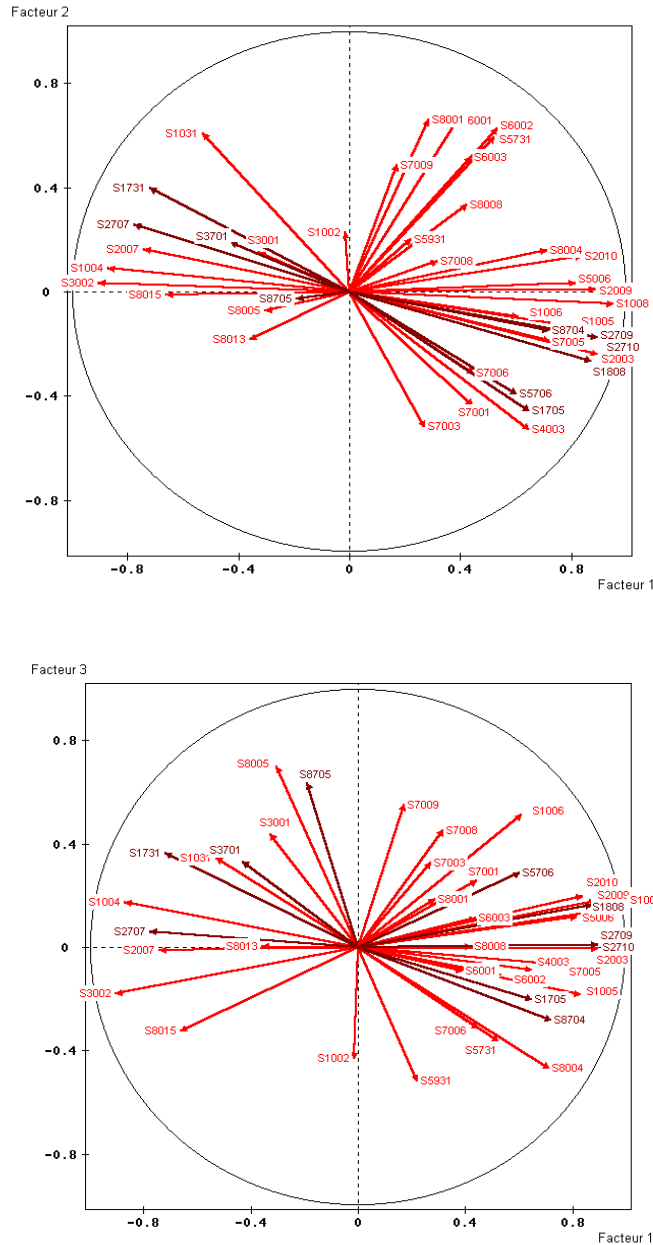 Facteur 2
0.8
S8001 6001
S6002
S1031
S5731
S6003
S7009
0.4
S1731
S8008
S2707
S3701
S1002
S5931
S3001
S2007
S8004
S2010
S7008
S1004
S3002
S5006
S2009
0
S8015
S8705
S1008
S8005
S1006
S1005
S8704
S2709
S8013
S7005
S2710
S2003
S7006
S1808
-0.4
S5706
S7001
S1705
S7003
S4003
-0.8
-0.8 -0.4 0 0.4 0.8
Facteur 1
Facteur 3
0.8
S8005
S8705
S7009
S1006
S3001
S7008
0.4
S1731
S3701
S1031
S7003
S7001
S5706
S2010
S1004
S8001
S2009
S100
S1808
S6003
S5006
S2707
S2709
0
S2007
S8013
S8008
S2710
S4003
S2003
S6001
S7005
S6002
S3002
S1705
S1005
S8015
S7006
S8704
S1002
S5731
-0.4
S8004
S5931
-0.8
-0.8 -0.4 0 0.4 0.8
Facteur 1